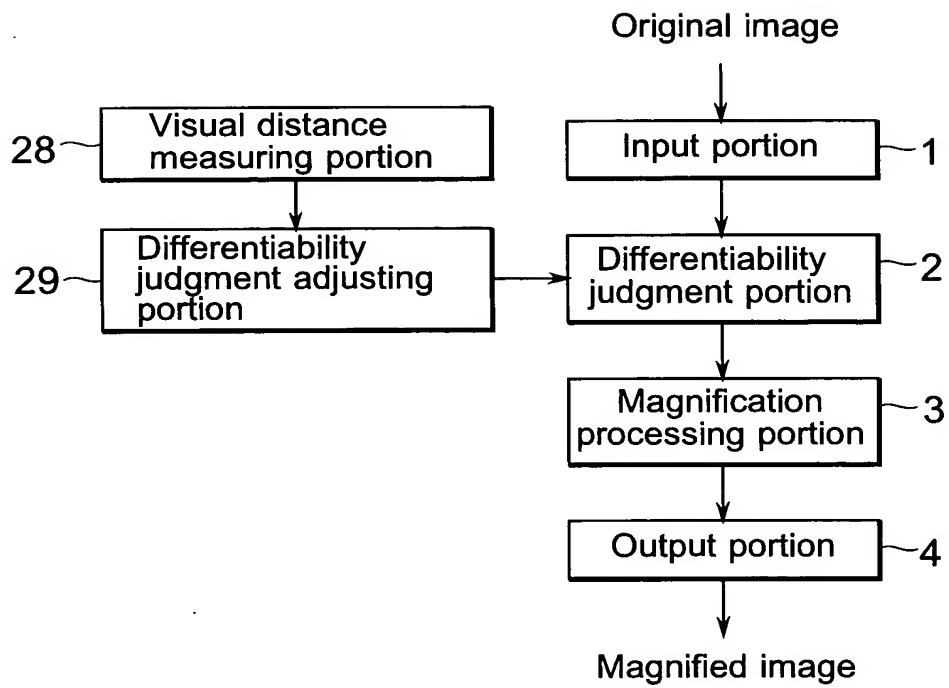 Original image
28
Visual distance
measuring portion
Input portion
1
29
Differentiability
judgment adjusting
portion
Differentiability
judgment portion
2
Magnification
processing portion
3
Output portion
4
Magnified image